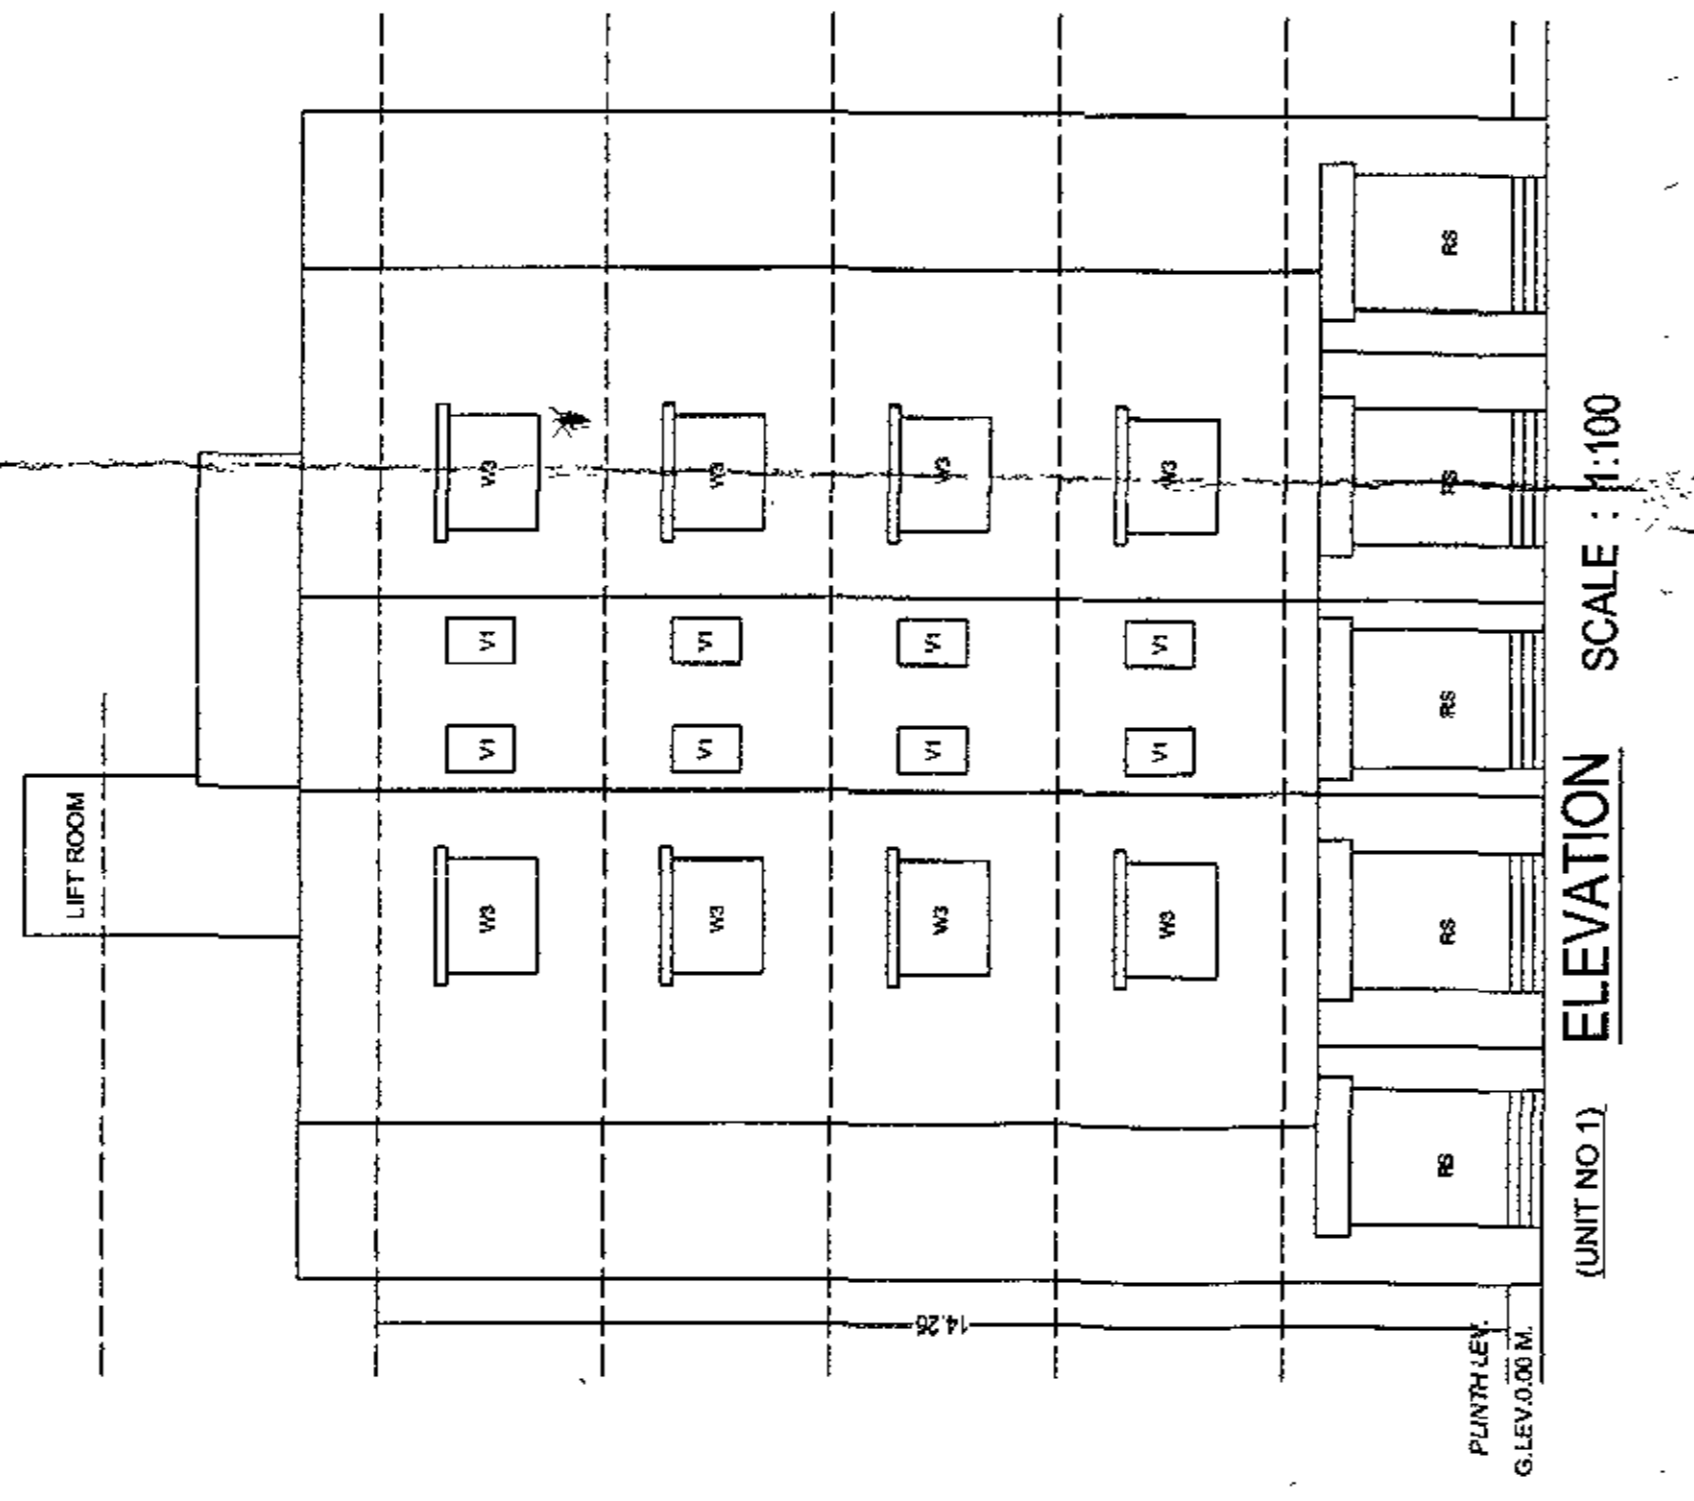 LIFT ROOM
W3 V1 V1 W3
W3 V1 V1 W3
W3 V1 V1 W3
W3 V1 V1 W3
14.26
RS RS RS RS RS
PLINTH LEV.
G.LEV.0.00 M.
(UNIT NO 1) ELEVATION SCALE : 1:100